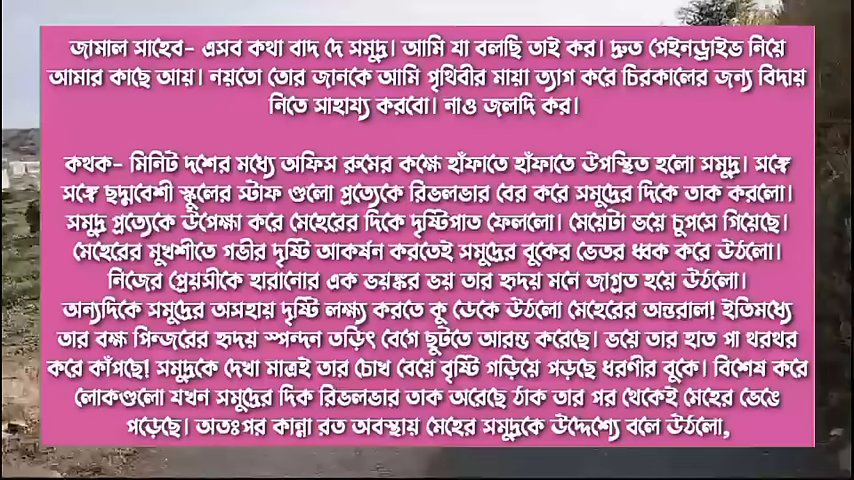 জামাল সাহেব- এসব কথা বাদ দে সমুদ্র। আমি যা বলছি তাই কর। দ্রুত পেইনড্রাইভ নিয়ে
আমার কাছে আয়। নয়তো তোর জানকে আমি পৃথিবীর মায়া ত্যাগ করে চিরকালের জন্য বিদায়
নিতে সাহায্য করবো। নাও জলদি কর।
কথক- মিনিট দশের মধ্যে অফিস রুমের কক্ষে হাঁফাতে হাঁফাতে উপস্থিত হলো সমুদ্র। সঙ্গে
সঙ্গে ছদ্মবেশী স্কুলের স্টাফ গুলো প্রত্যেকে রিভলভার বের করে সমুদ্রের দিকে তাক করলো।
সমুদ্র প্রত্যেকে উপেক্ষা করে মেহেরের দিকে দৃষ্টিপাত ফেললো। মেয়েটা ভয়ে চুপসে গিয়েছে।
মেহেরের মুখশীতে গভীর দৃষ্টি আকর্ষন করতেই সমুদ্রের বুকের ভেতর ধ্বক করে উঠলো।
নিজের প্রেয়সীকে হারানোর এক ভয়ঙ্কর ভয় তার হৃদয় মনে জাগ্রত হয়ে উঠলো।
অন্যদিকে সমুদ্রের অসহায় দৃষ্টি লক্ষ্য করতে কু ডেকে উঠলো মেহেরের অন্তরাল! ইতিমধ্যে
তার বক্ষ পিন্জরের হৃদয় স্পন্দন তড়িৎ বেগে ছুটতে আরম্ভ করেছে। ভয়ে তার হাত পা থরথর
করে কাঁপছে! সমুদ্রকে দেখা মাত্রই তার চোখ বেয়ে বৃষ্টি গড়িয়ে পড়ছে ধরণীর বুকে। বিশেষ করে
লোকগুলো যখন সমুদ্রের দিক রিভলভার তাক অরেছে ঠাক তার পর থেকেই মেহের ভেঙে
পড়েছে। অতঃপর কান্না রত অবস্থায় মেহের সমুদ্রকে উদ্দেশ্যে বলে উঠলো,